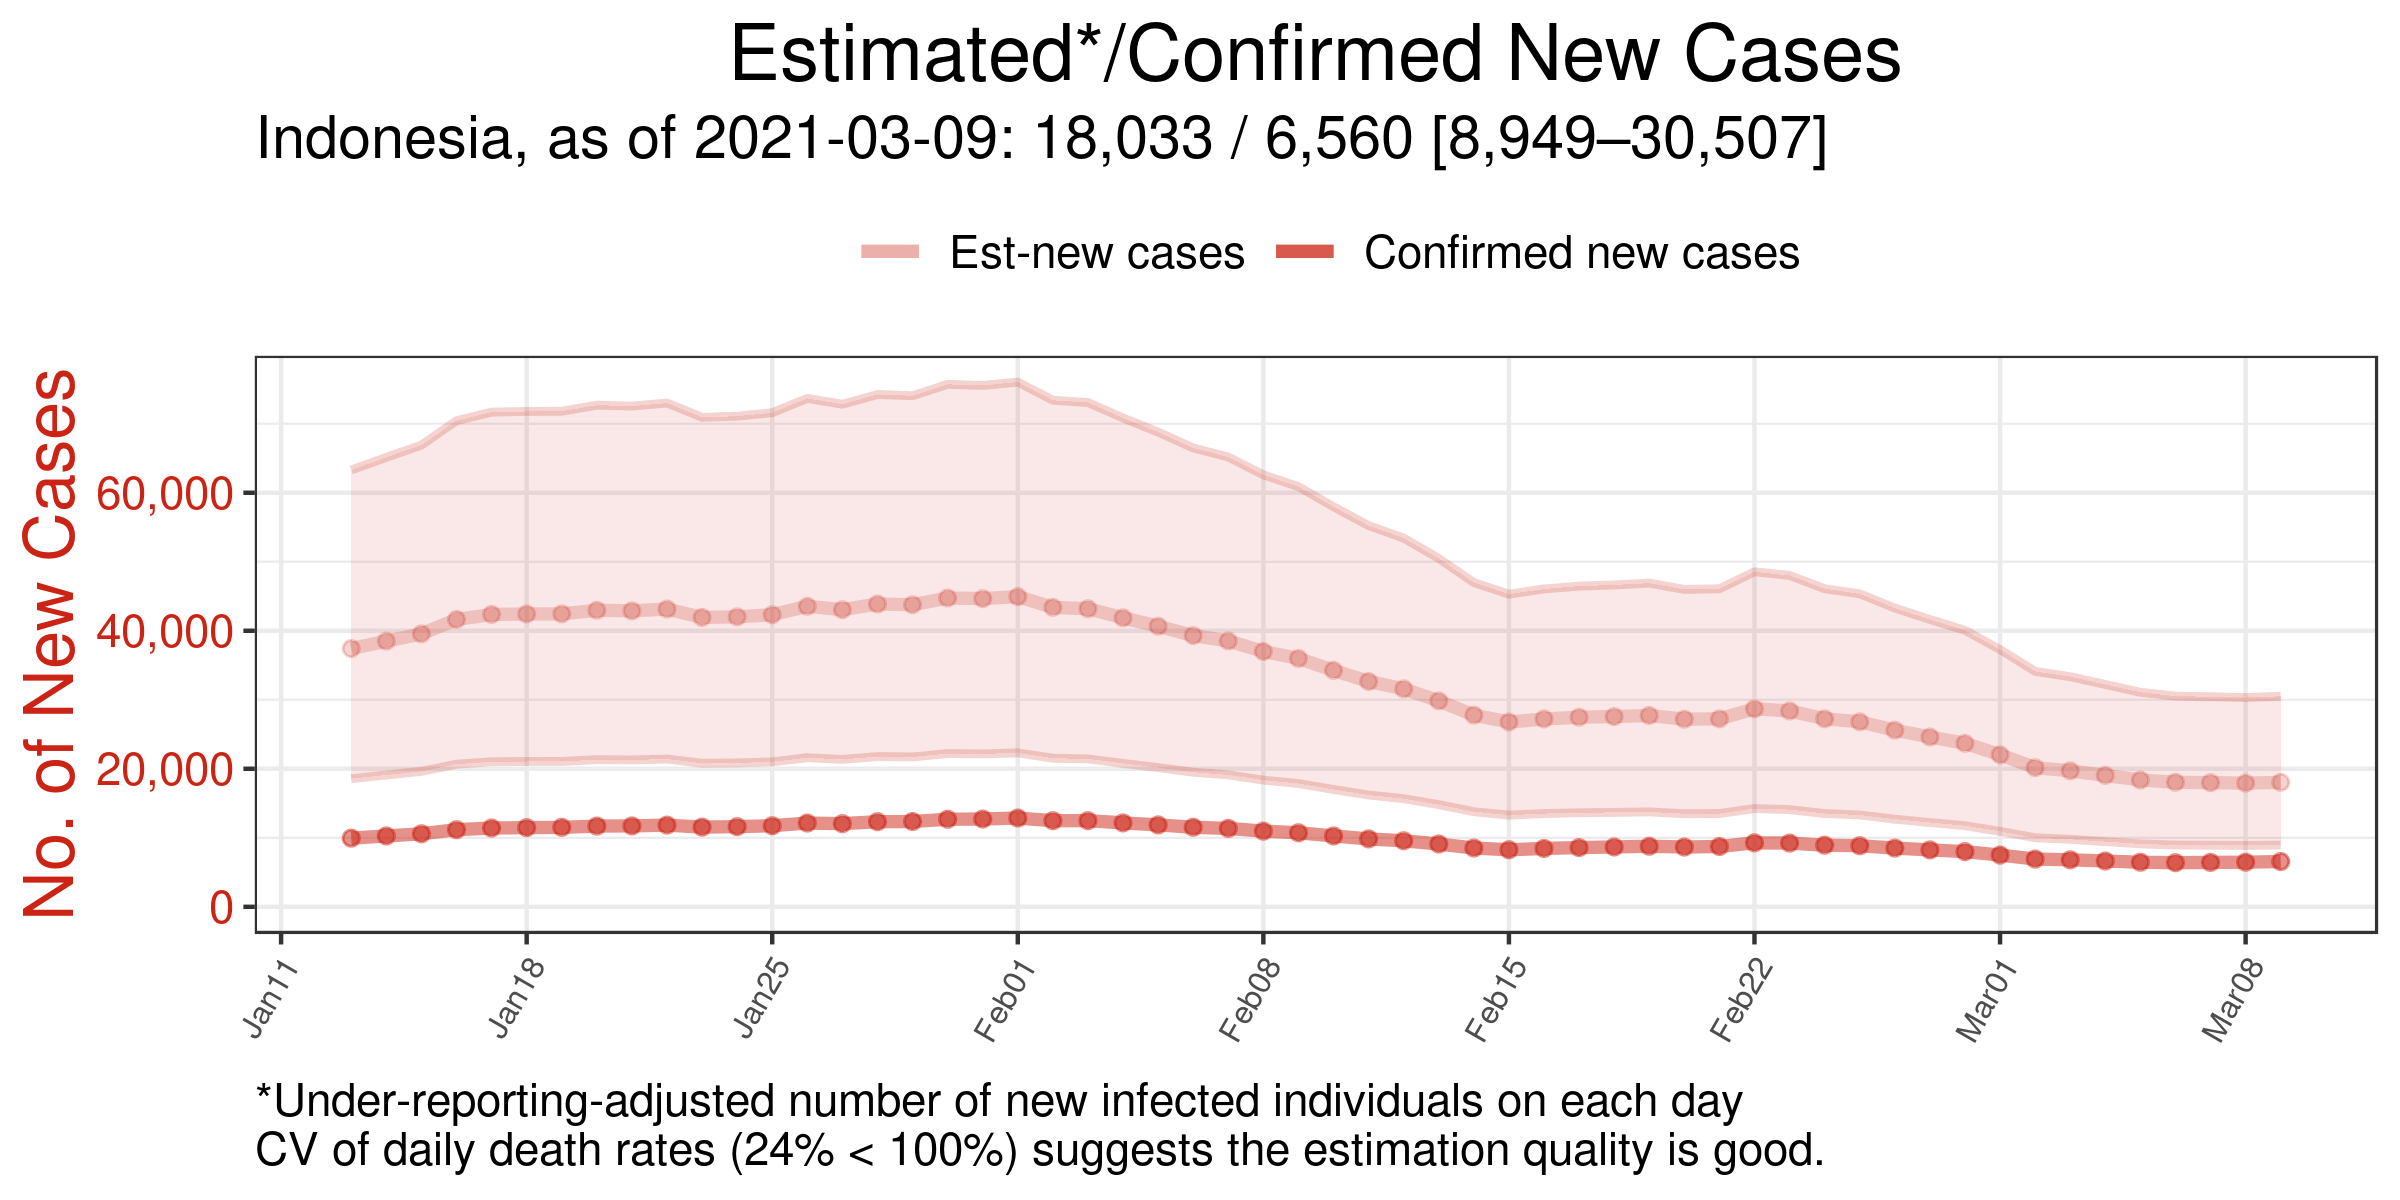 Estimated*/Confirmed New Cases
Indonesia, as of 2021-03-09: 18,033 / 6,560 [8,949–30,507]
Est-new cases
Confirmed new cases
No. of New Cases
60,000
40,000
20,000
0
Jan11
Jan18
Jan25
Feb01
Feb08
Feb15
Feb22
Mar01
Mar08
*Under-reporting-adjusted number of new infected individuals on each day
CV of daily death rates (24% < 100%) suggests the estimation quality is good.